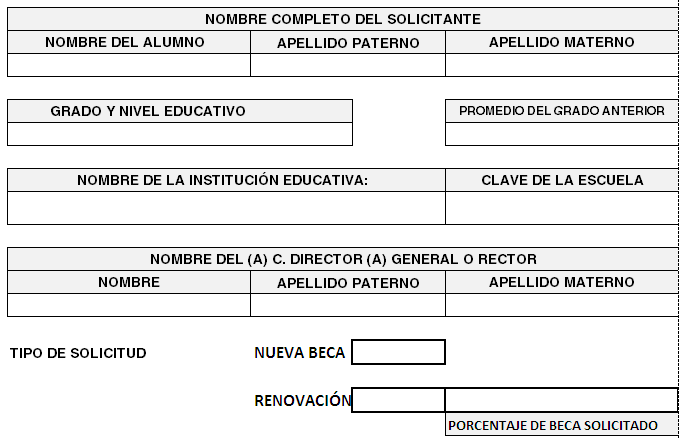 NOMBRE COMPLETO DEL SOLICITANTE
NOMBRE DEL ALUMNO APELLIDO PATERNO APELLIDO MATERNO
GRADO Y NIVEL EDUCATIVO PROMEDIO DEL GRADO ANTERIOR
NOMBRE DE LA INSTITUCIÓN EDUCATIVA: CLAVE DE LA ESCUELA
NOMBRE DEL (A) C. DIRECTOR (A) GENERAL O RECTOR
NOMBRE APELLIDO PATERNO APELLIDO MATERNO
TIPO DE SOLICITUD NUEVA BECA
RENOVACIÓN
PORCENTAJE DE BECA SOLICITADO